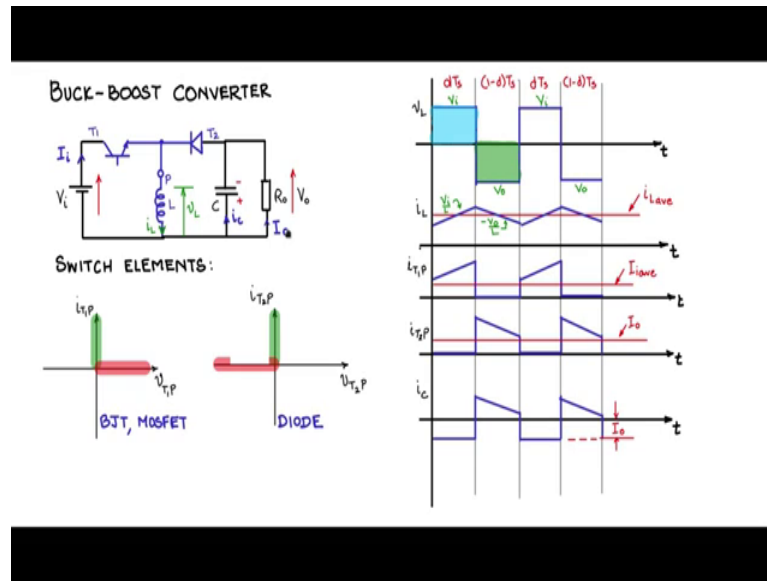 BUCK-BOOST CONVERTER
T1
T2
Ii
Vi
P
L
iL
vL
C
-
+
ic
Ro
Vo
Io
SWITCH ELEMENTS:
iT1P
vT1P
BJT, MOSFET
iT2P
vT2P
DIODE
dTs (1-d)Ts dTs (1-d)Ts
vL
Vi
Vi
Vo
Vo
t
iL
Vi/L
-Vo/L
iLave
t
iT1P
Iiave
t
iT2P
Io
t
ic
t
Io